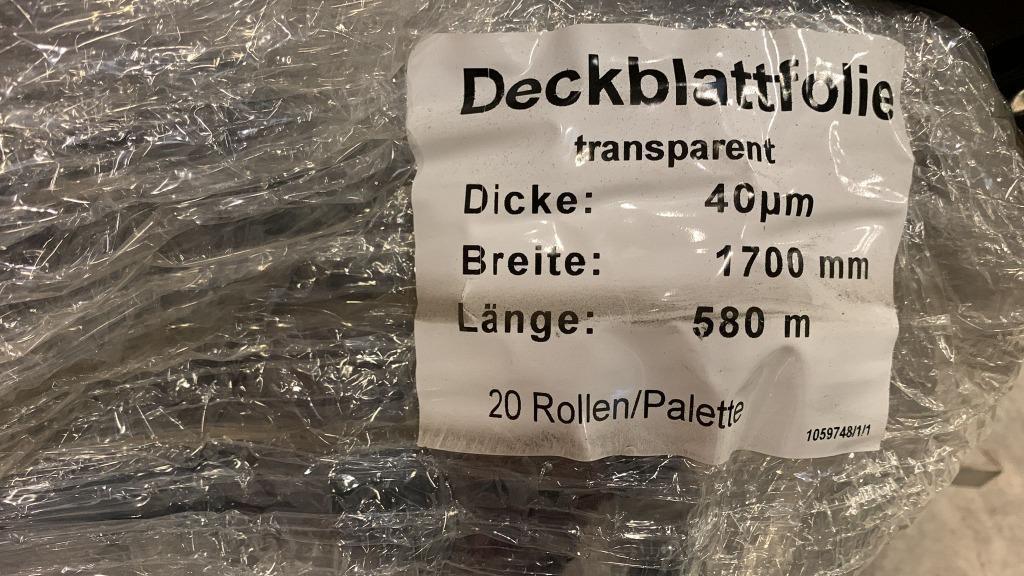 Deckblattfolie
transparent
Dicke: 40µm
Breite: 1700 mm
Länge: 580 m
20 Rollen/Palette
1059748/1/1